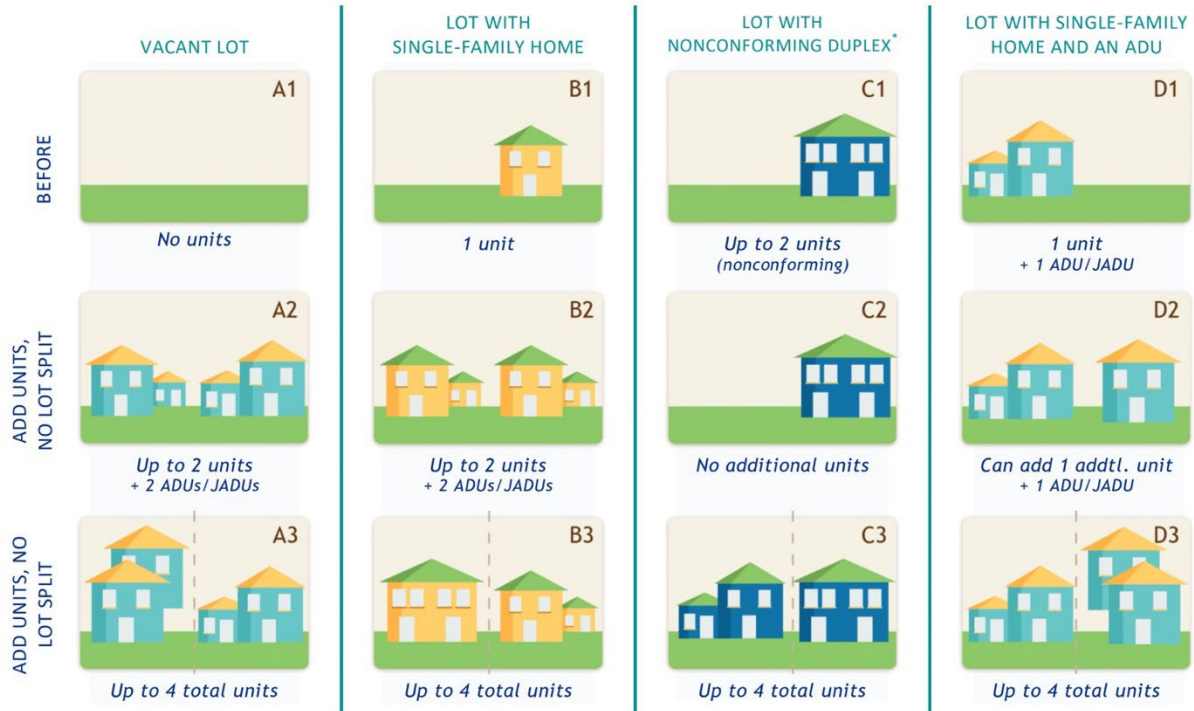 VACANT LOT
LOT WITH
SINGLE-FAMILY HOME
LOT WITH
NONCONFORMING DUPLEX*
LOT WITH SINGLE-FAMILY
HOME AND AN ADU
BEFORE
A1
B1
C1
D1
No units
1 unit
Up to 2 units
(nonconforming)
1 unit
+ 1 ADU/JADU
ADD UNITS,
NO LOT SPLIT
A2
B2
C2
D2
Up to 2 units
+ 2 ADUs/JADUs
Up to 2 units
+ 2 ADUs/JADUs
No additional units
Can add 1 addtl. unit
+ 1 ADU/JADU
ADD UNITS, NO
LOT SPLIT
A3
B3
C3
D3
Up to 4 total units
Up to 4 total units
Up to 4 total units
Up to 4 total units